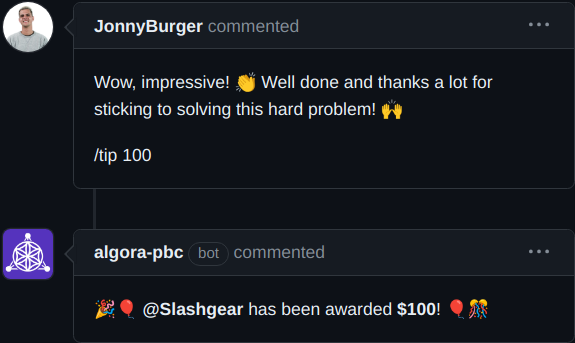 JonnyBurger commented
Wow, impressive! 👏 Well done and thanks a lot for
sticking to solving this hard problem! 🙌
/tip 100
algora-pbc bot commented
🎉🎈 @Slashgear has been awarded $100! 🎈🎊